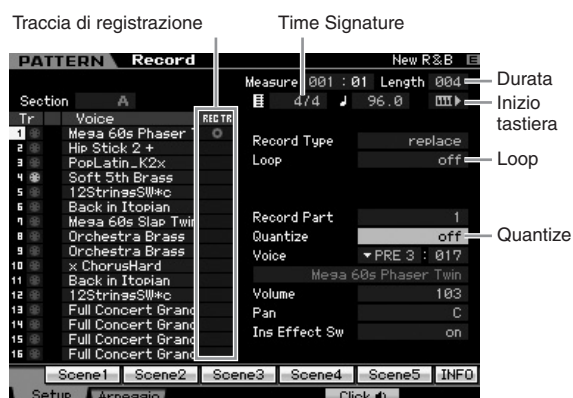 Traccia di registrazione
Time Signature
PATTERN Record New R&B E
Measure 001 : 01 Length 004
Durata
Section A 4/4 96.0
Inizio
tastiera
Tr Voice REC TR
1 Mega 60s Phaser T
2 Hip Stick 2 +
3 PopLatin_K2x
4 Soft 5th Brass
5 12StringsSW*c
6 Back in Itopian
7 Mega 60s Slap Twin
8 Orchestra Brass
9 Orchestra Brass
10 x ChorusHard
11 Back in Itopian
12 12StringsSW*c
13 Full Concert Grand
14 Full Concert Grand
15 Full Concert Grand
16 Full Concert Grand
Record Type replace
Loop off
Loop
Record Part 1
Quantize off
Quantize
Voice PRE 3 : 017
Mega 60s Phaser Twin
Volume 103
Pan C
Ins Effect Sw on
Scene1 Scene2 Scene3 Scene4 Scene5 INFO
Setup Arpeggio Click